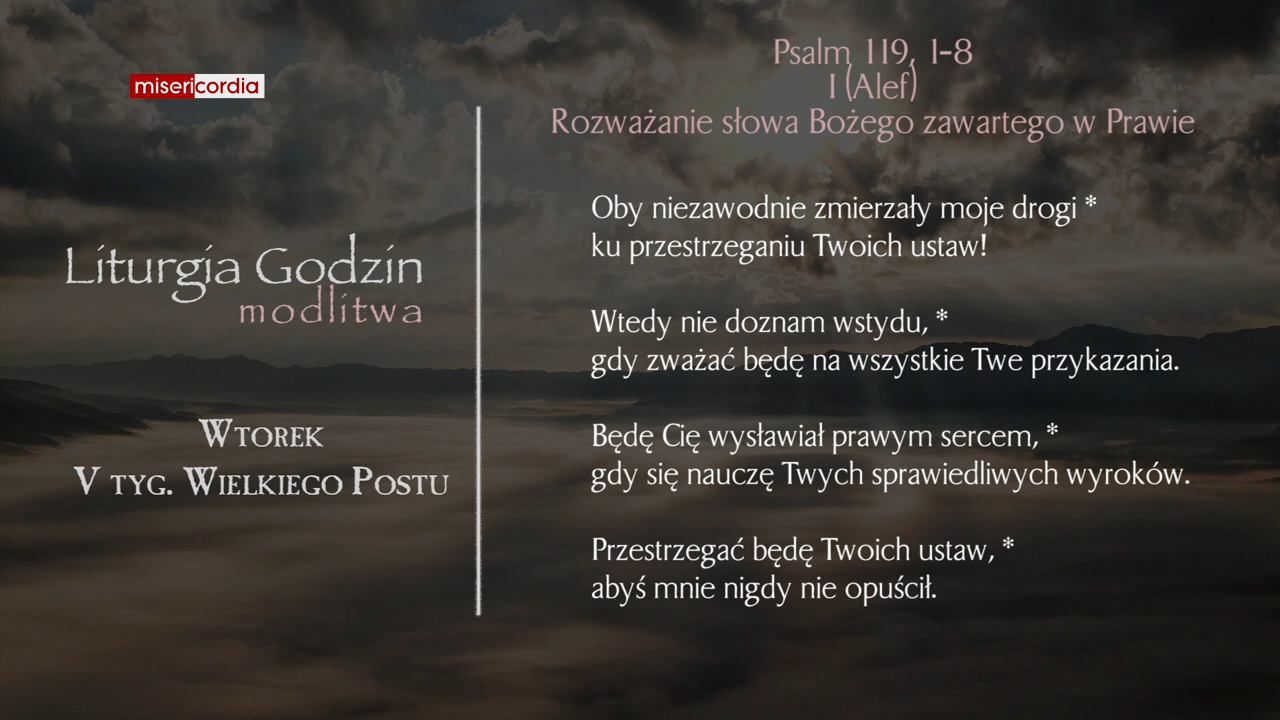 misericordia
Liturgia Godzin
modlitwa
Wtorek
V tyg. Wielkiego Postu
Psalm 119, 1-8
I (Alef)
Rozważanie słowa Bożego zawartego w Prawie
Oby niezawodnie zmierzały moje drogi *
ku przestrzeganiu Twoich ustaw!
Wtedy nie doznam wstydu, *
gdy zważać będę na wszystkie Twe przykazania.
Będę Cię wysławiał prawym sercem, *
gdy się nauczę Twych sprawiedliwych wyroków.
Przestrzegać będę Twoich ustaw, *
abyś mnie nigdy nie opuścił.